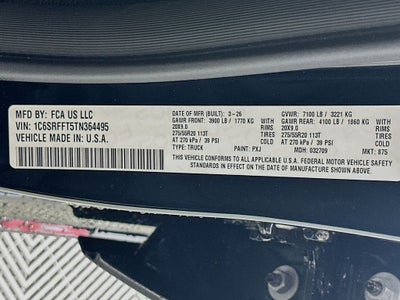 MFD BY: FCA US LLC
VIN: 1C6SRFFT5TN364495
VEHICLE MADE IN U.S.A.
DATE OF MFR (BUILT): 3-26 GVWR: 7100 LB / 3221 KG
GAWR FRONT: 3900 LB / 1770 KG GAWR REAR: 4100 LB / 1860 KG
20X9.0 TIRES 20X9.0 TIRES
275/55R20 113T COLD 275/55R20 113T COLD
AT 270 kPa / 39 PSI AT 270 kPa / 39 PSI
THIS VEHICLE CONFORMS TO ALL APPLICABLE U.S.A. FEDERAL MOTOR VEHICLE SAFETY STANDARDS IN EFFECT ON THE DATE OF MANUFACTURE SHOWN ABOVE.
TYPE: TRUCK PAINT: PXJ MDH: 032709 MKT: 875